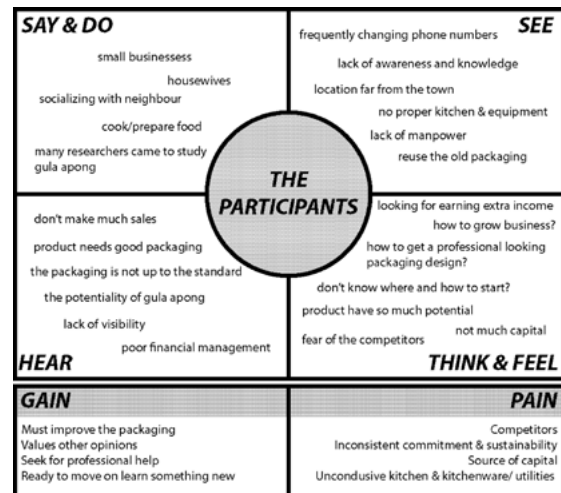 SAY & DO
small businessess
housewives
socializing with neighbour
cook/prepare food
many researchers came to study
gula apong
SEE
frequently changing phone numbers
lack of awareness and knowledge
location far from the town
no proper kitchen & equipment
lack of manpower
reuse the old packaging
THE
PARTICIPANTS
don't make much sales
product needs good packaging
the packaging is not up to the standard
the potentiality of gula apong
lack of visibility
poor financial management
HEAR
looking for earning extra income
how to grow business?
how to get a professional looking
packaging design?
don't know where and how to start?
product have so much potential
not much capital
fear of the competitors
THINK & FEEL
GAIN
Must improve the packaging
Values other opinions
Seek for professional help
Ready to move on learn something new
PAIN
Competitors
Inconsistent commitment & sustainability
Source of capital
Uncondusive kitchen & kitchenware/ utilities